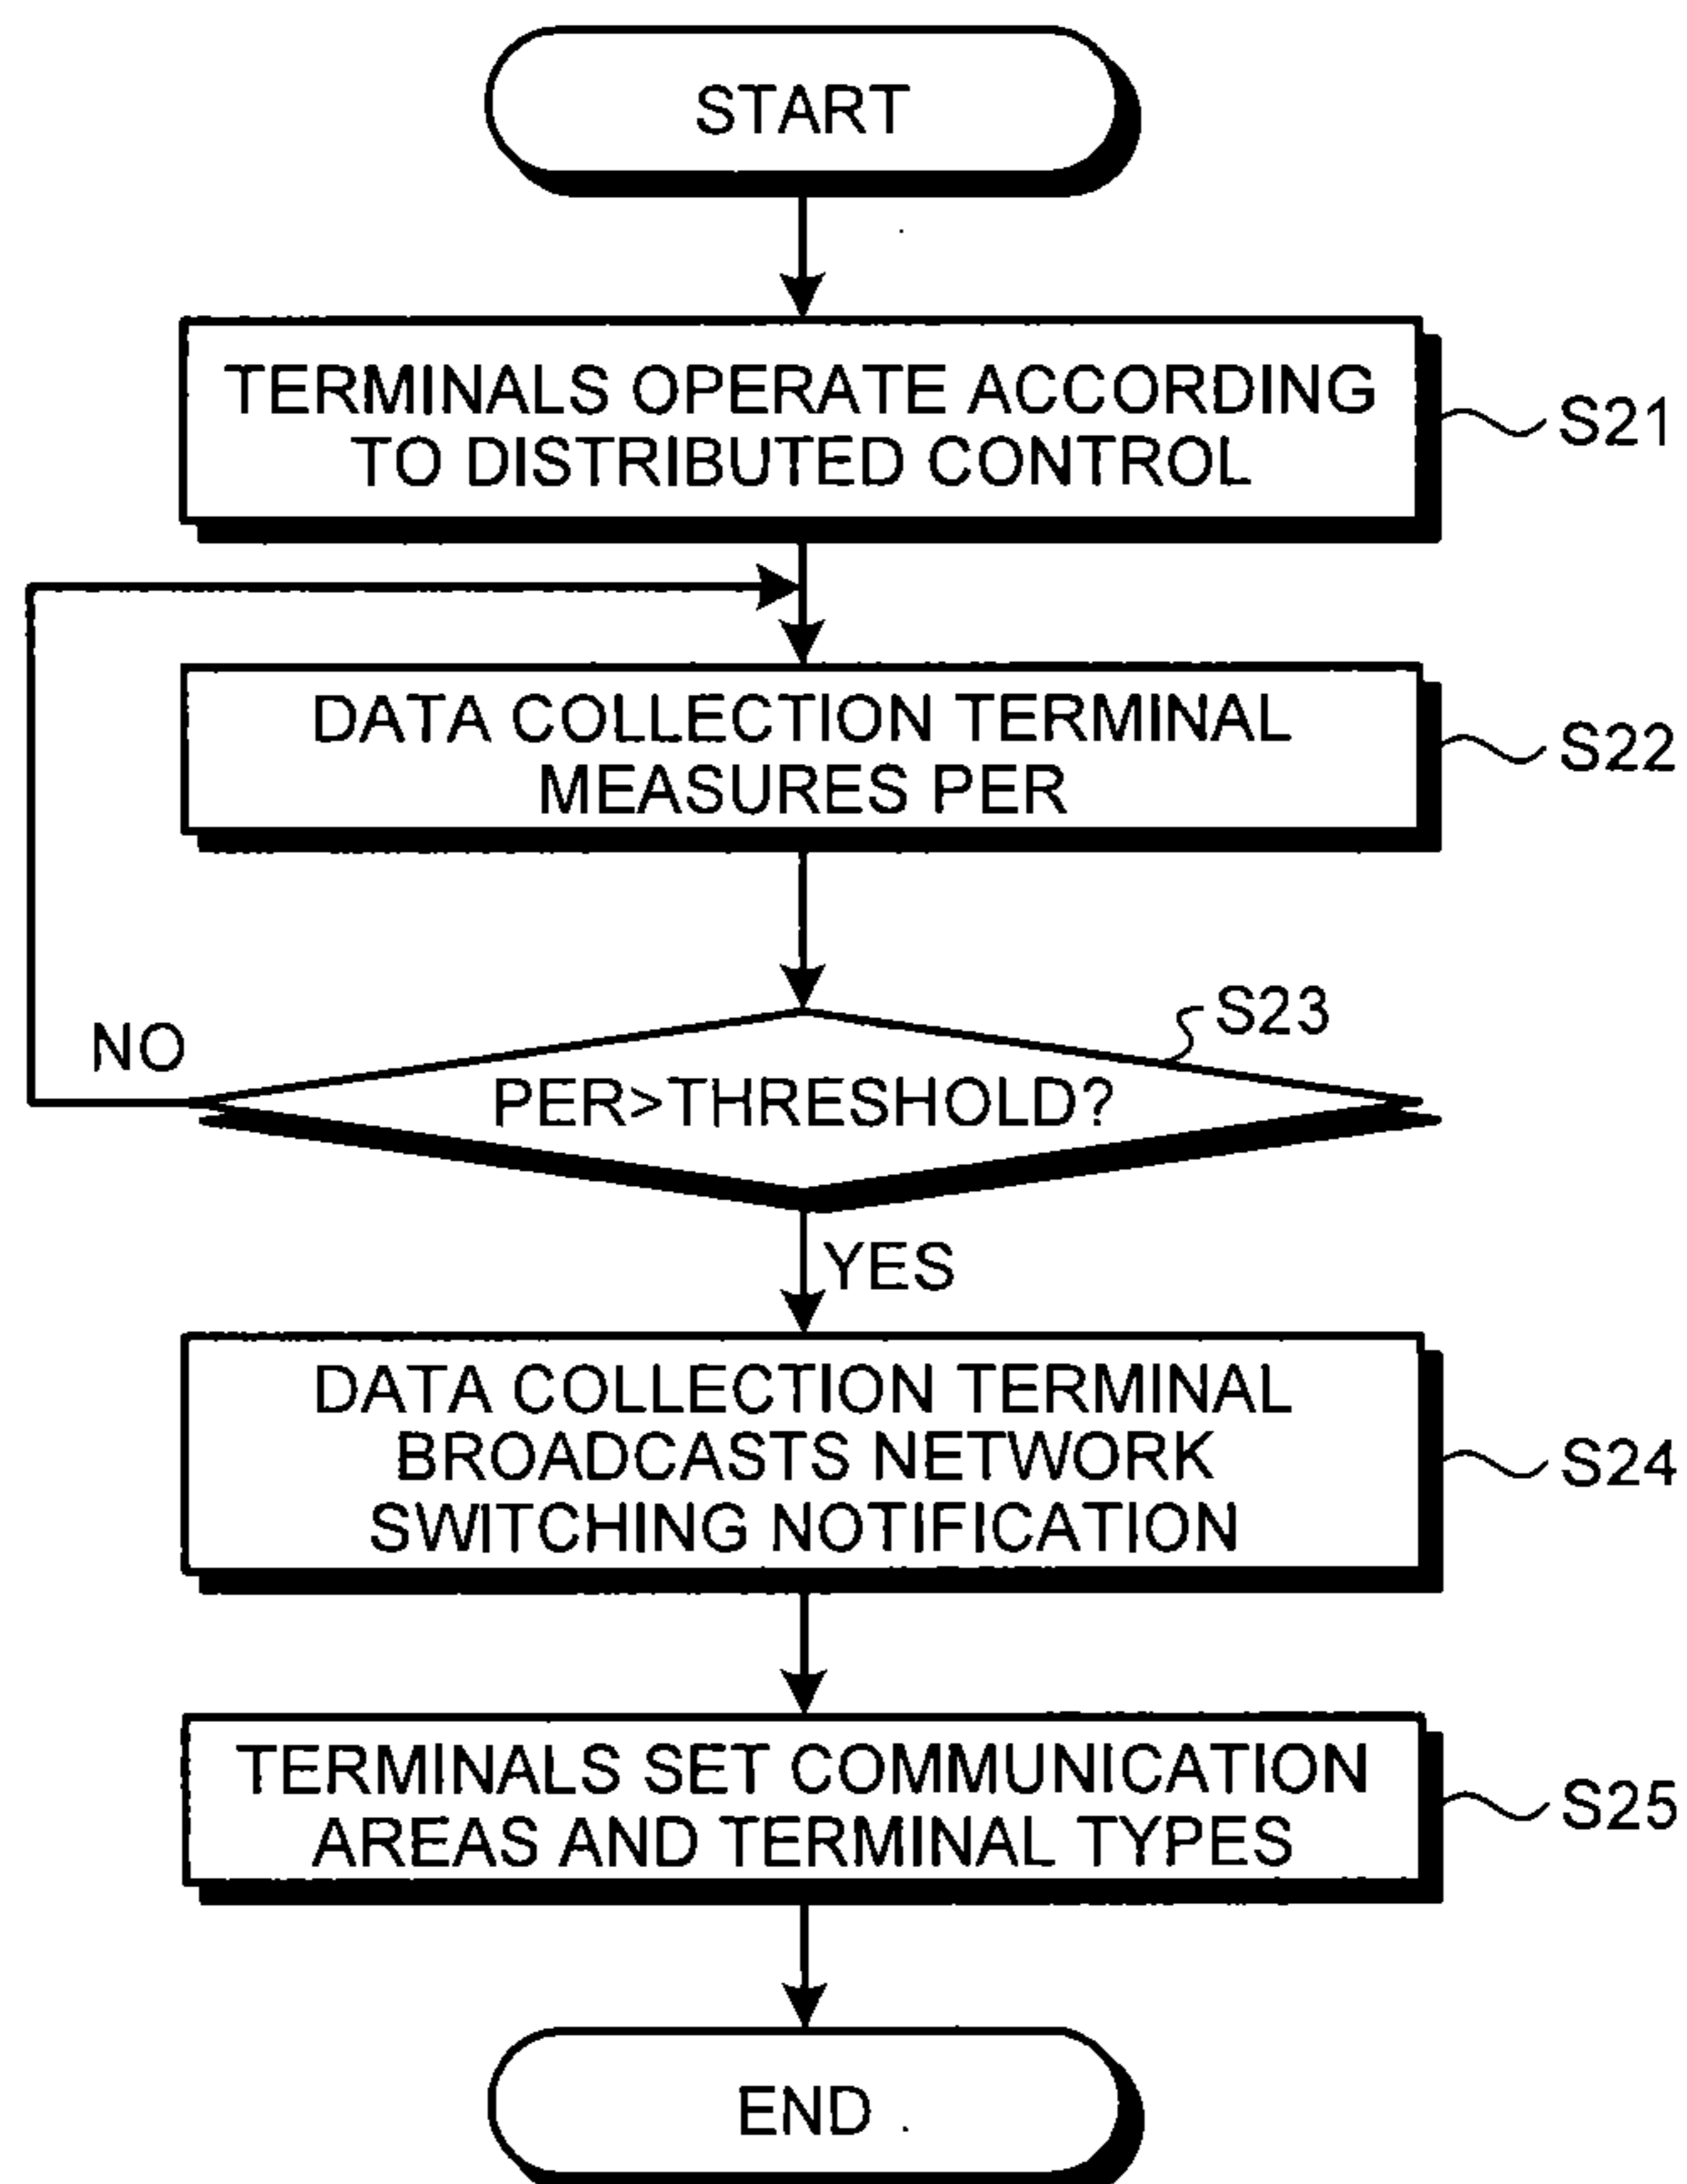 START
TERMINALS OPERATE ACCORDING
TO DISTRIBUTED CONTROL
S21
DATA COLLECTION TERMINAL
MEASURES PER
S22
S23
NO
PER>THRESHOLD?
YES
DATA COLLECTION TERMINAL
BROADCASTS NETWORK
SWITCHING NOTIFICATION
S24
TERMINALS SET COMMUNICATION
AREAS AND TERMINAL TYPES
S25
END